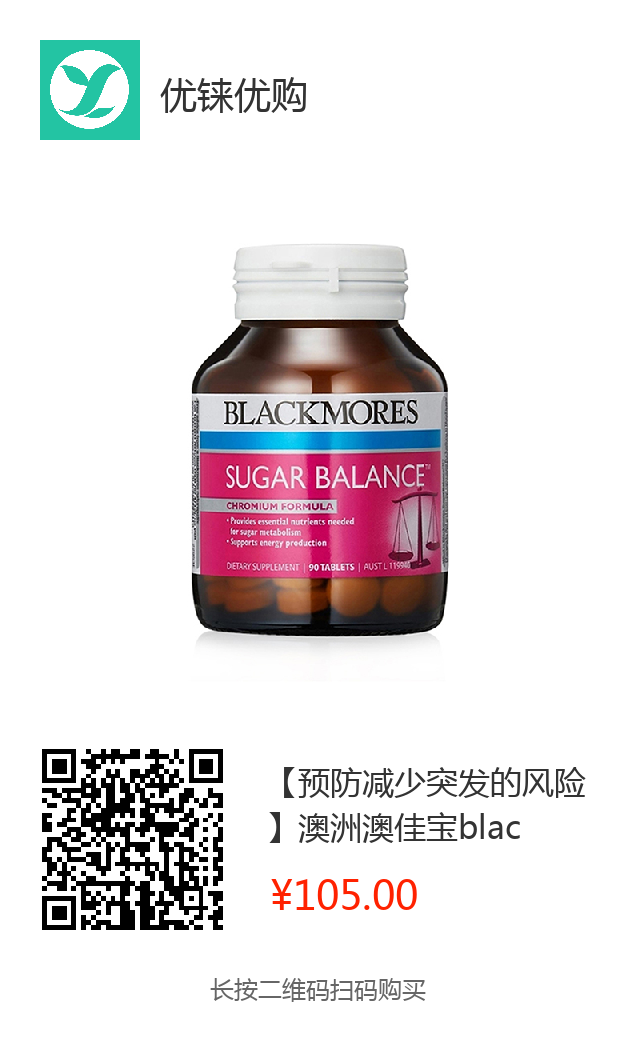 优铼优购
BLACKMORES
SUGAR BALANCE™
CHROMIUM FORMULA
• Provides essential nutrients needed
for sugar metabolism
• Supports energy production
DIETARY SUPPLEMENT | 90 TABLETS | AUST L
【预防减少突发的风险
】澳洲澳佳宝blac
¥105.00
长按二维码扫码购买